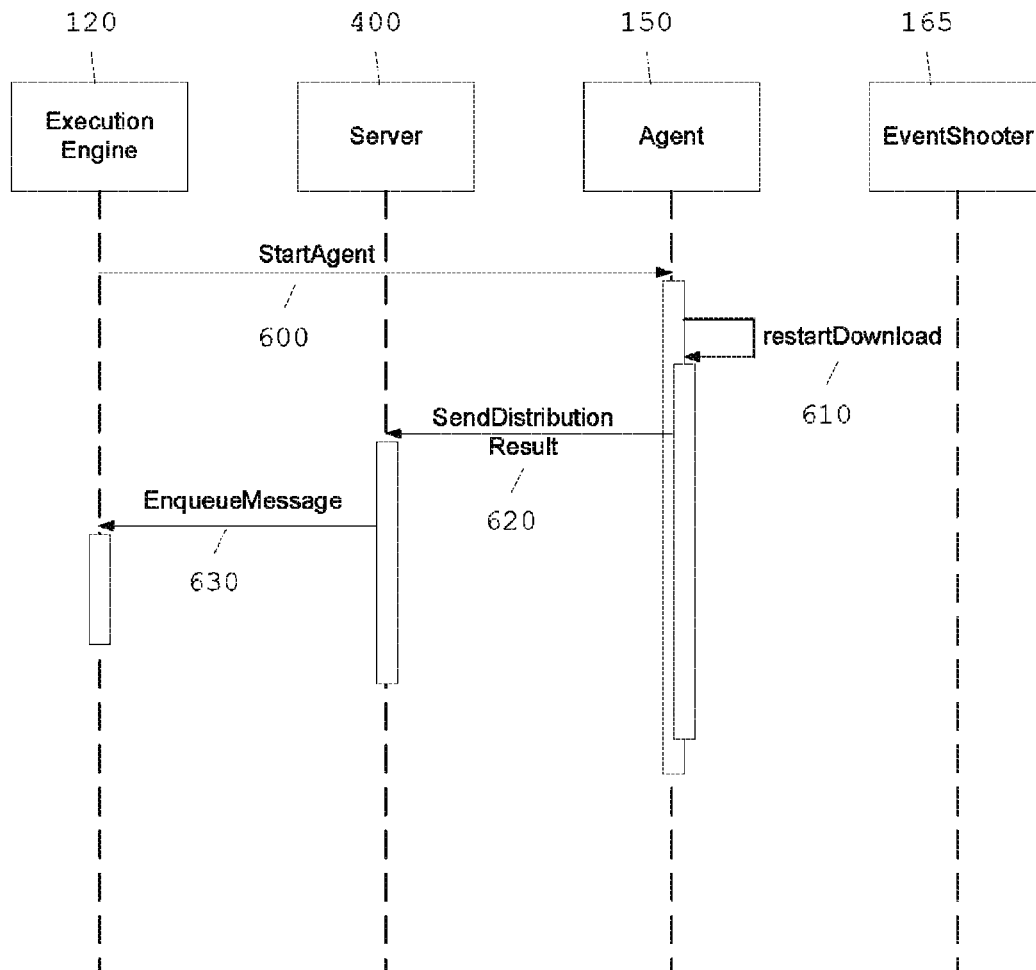 120
400
150
165
Execution
Engine
Server
Agent
EventShooter
StartAgent
600
restartDownload
610
SendDistribution
Result
620
EnqueueMessage
630